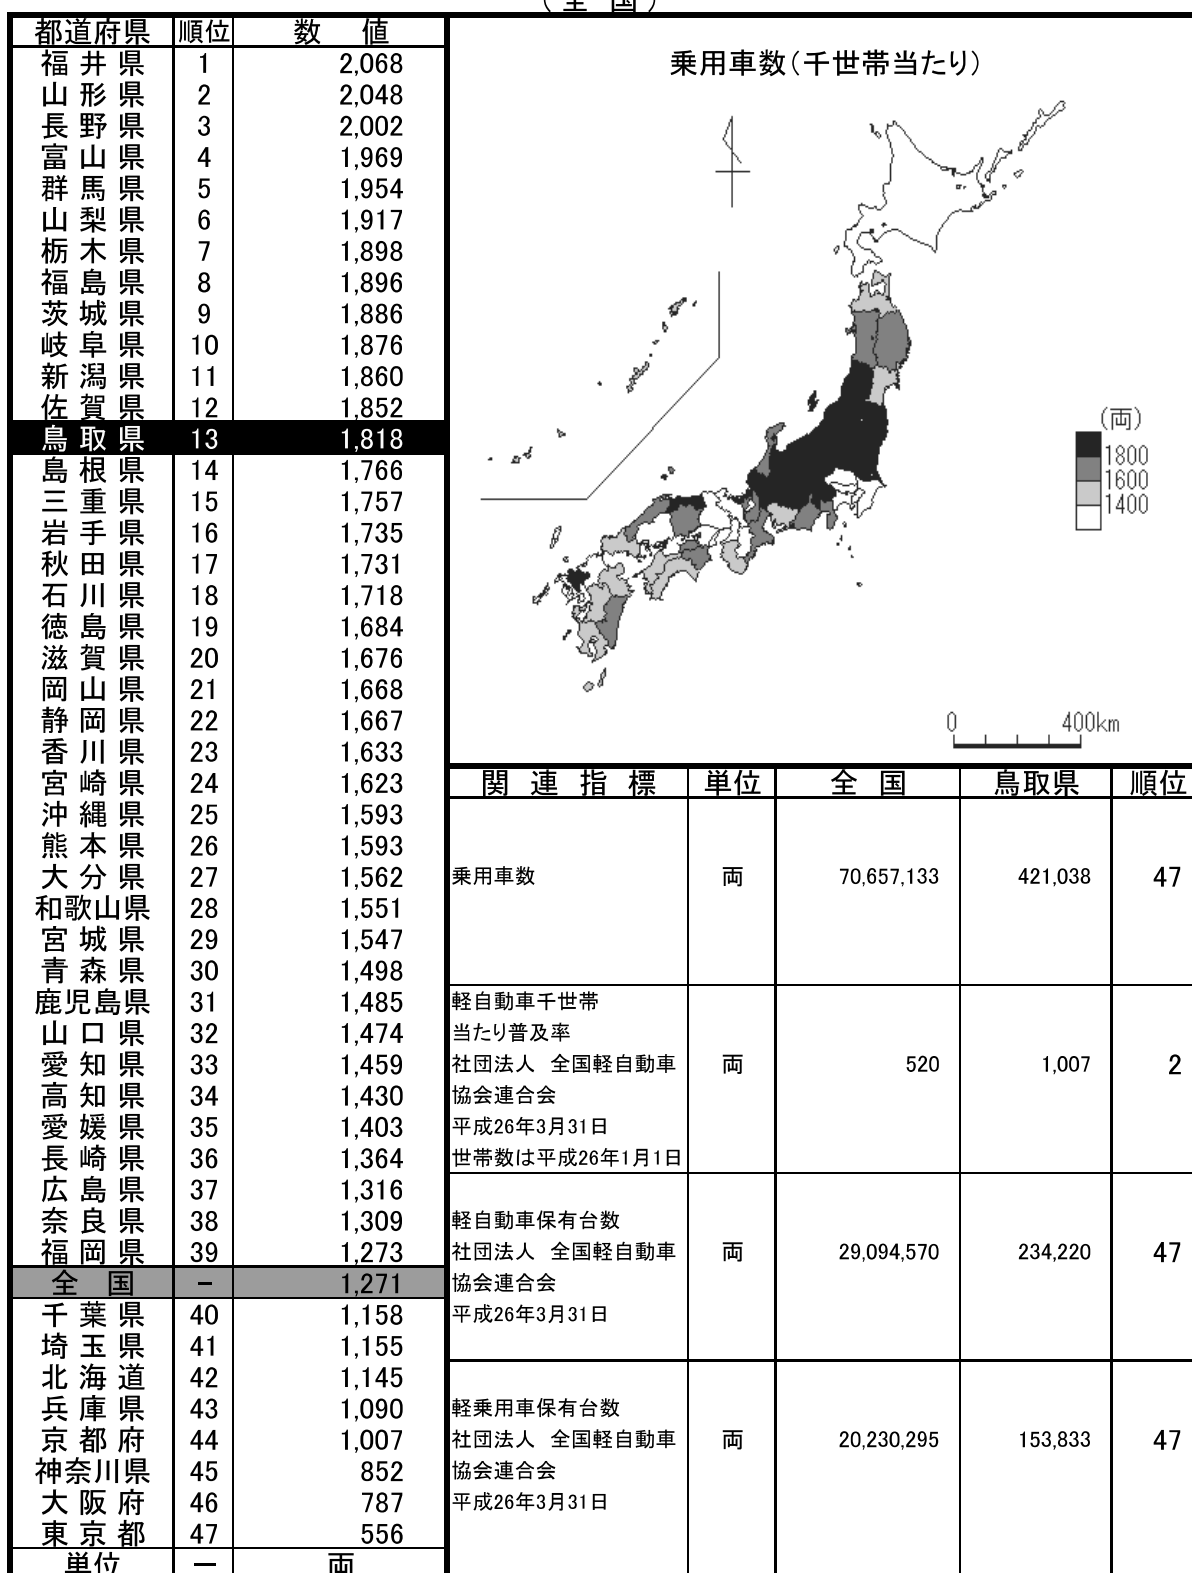 (全 国)
都道府県 順位 数 値
福井県 1 2,068
山形県 2 2,048
長野県 3 2,002
富山県 4 1,969
群馬県 5 1,954
山梨県 6 1,917
栃木県 7 1,898
福島県 8 1,896
茨城県 9 1,886
岐阜県 10 1,876
新潟県 11 1,860
佐賀県 12 1,852
鳥取県 13 1,818
島根県 14 1,766
三重県 15 1,757
岩手県 16 1,735
秋田県 17 1,731
石川県 18 1,718
徳島県 19 1,684
滋賀県 20 1,676
岡山県 21 1,668
静岡県 22 1,667
香川県 23 1,633
宮崎県 24 1,623
沖縄県 25 1,593
熊本県 26 1,593
大分県 27 1,562
和歌山県 28 1,551
宮城県 29 1,547
青森県 30 1,498
鹿児島県 31 1,485
山口県 32 1,474
愛知県 33 1,459
高知県 34 1,430
愛媛県 35 1,403
長崎県 36 1,364
広島県 37 1,316
奈良県 38 1,309
福岡県 39 1,273
全 国 － 1,271
千葉県 40 1,158
埼玉県 41 1,155
北海道 42 1,145
兵庫県 43 1,090
京都府 44 1,007
神奈川県 45 852
大阪府 46 787
東京都 47 556
単位 － 両
乗用車数(千世帯当たり)
(両)
1800
1600
1400
0 400km
関連指標 単位 全 国 鳥取県 順位
乗用車数 両 70,657,133 421,038 47
軽自動車千世帯
当たり普及率
社団法人 全国軽自動車 両 520 1,007 2
協会連合会
平成26年3月31日
世帯数は平成26年1月1日
軽自動車保有台数
社団法人 全国軽自動車 両 29,094,570 234,220 47
協会連合会
平成26年3月31日
軽乗用車保有台数
社団法人 全国軽自動車 両 20,230,295 153,833 47
協会連合会
平成26年3月31日